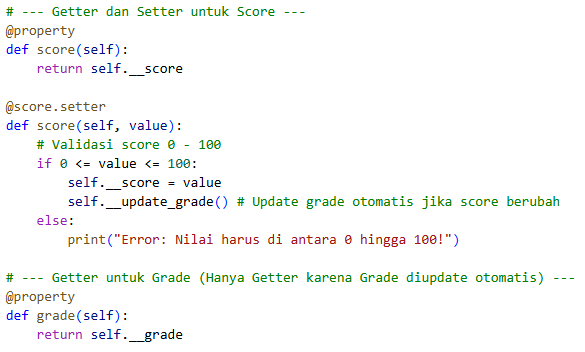 # --- Getter dan Setter untuk Score ---
@property
def score(self):
    return self.__score

@score.setter
def score(self, value):
    # Validasi score 0 - 100
    if 0 <= value <= 100:
        self.__score = value
        self.__update_grade() # Update grade otomatis jika score berubah
    else:
        print("Error: Nilai harus di antara 0 hingga 100!")

# --- Getter untuk Grade (Hanya Getter karena Grade diupdate otomatis) ---
@property
def grade(self):
    return self.__grade